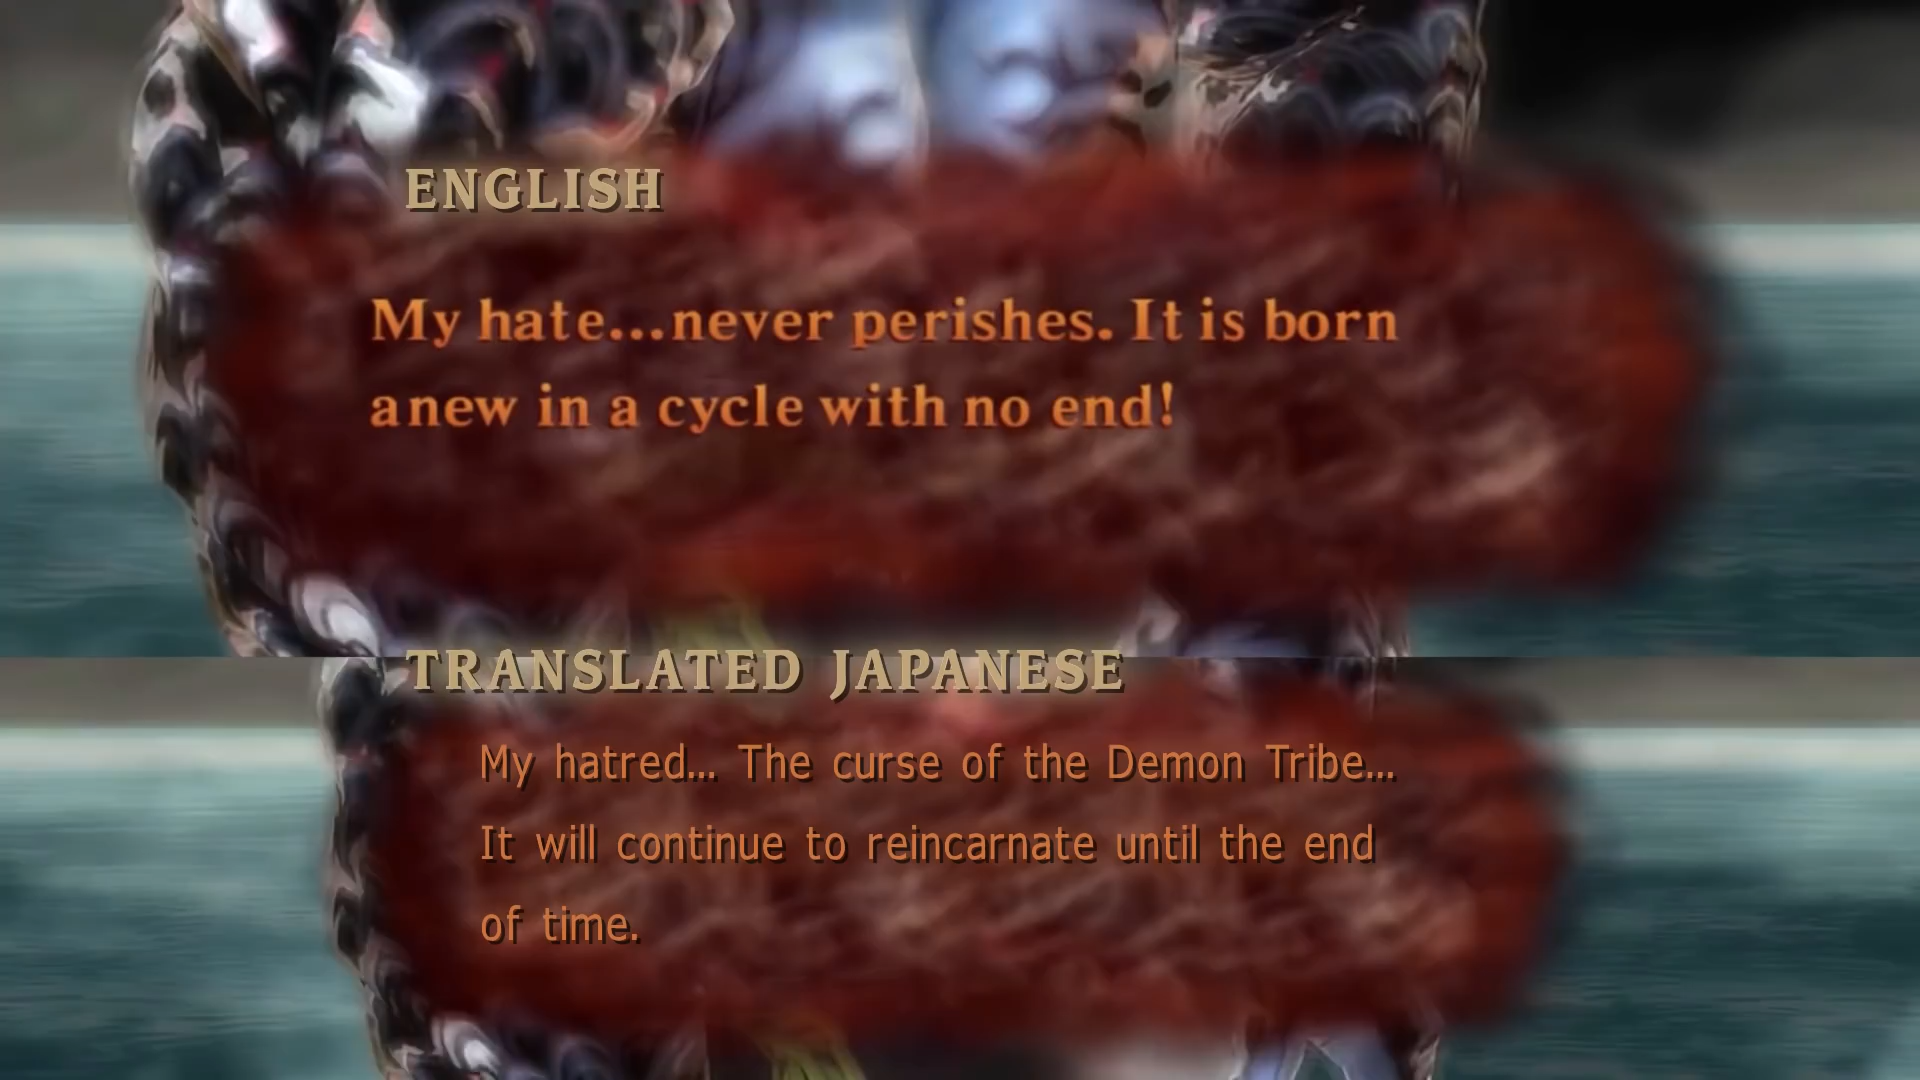 ENGLISH
My hate...never perishes. It is born
anew in a cycle with no end!
TRANSLATED JAPANESE
My hatred... The curse of the Demon Tribe...
It will continue to reincarnate until the end
of time.